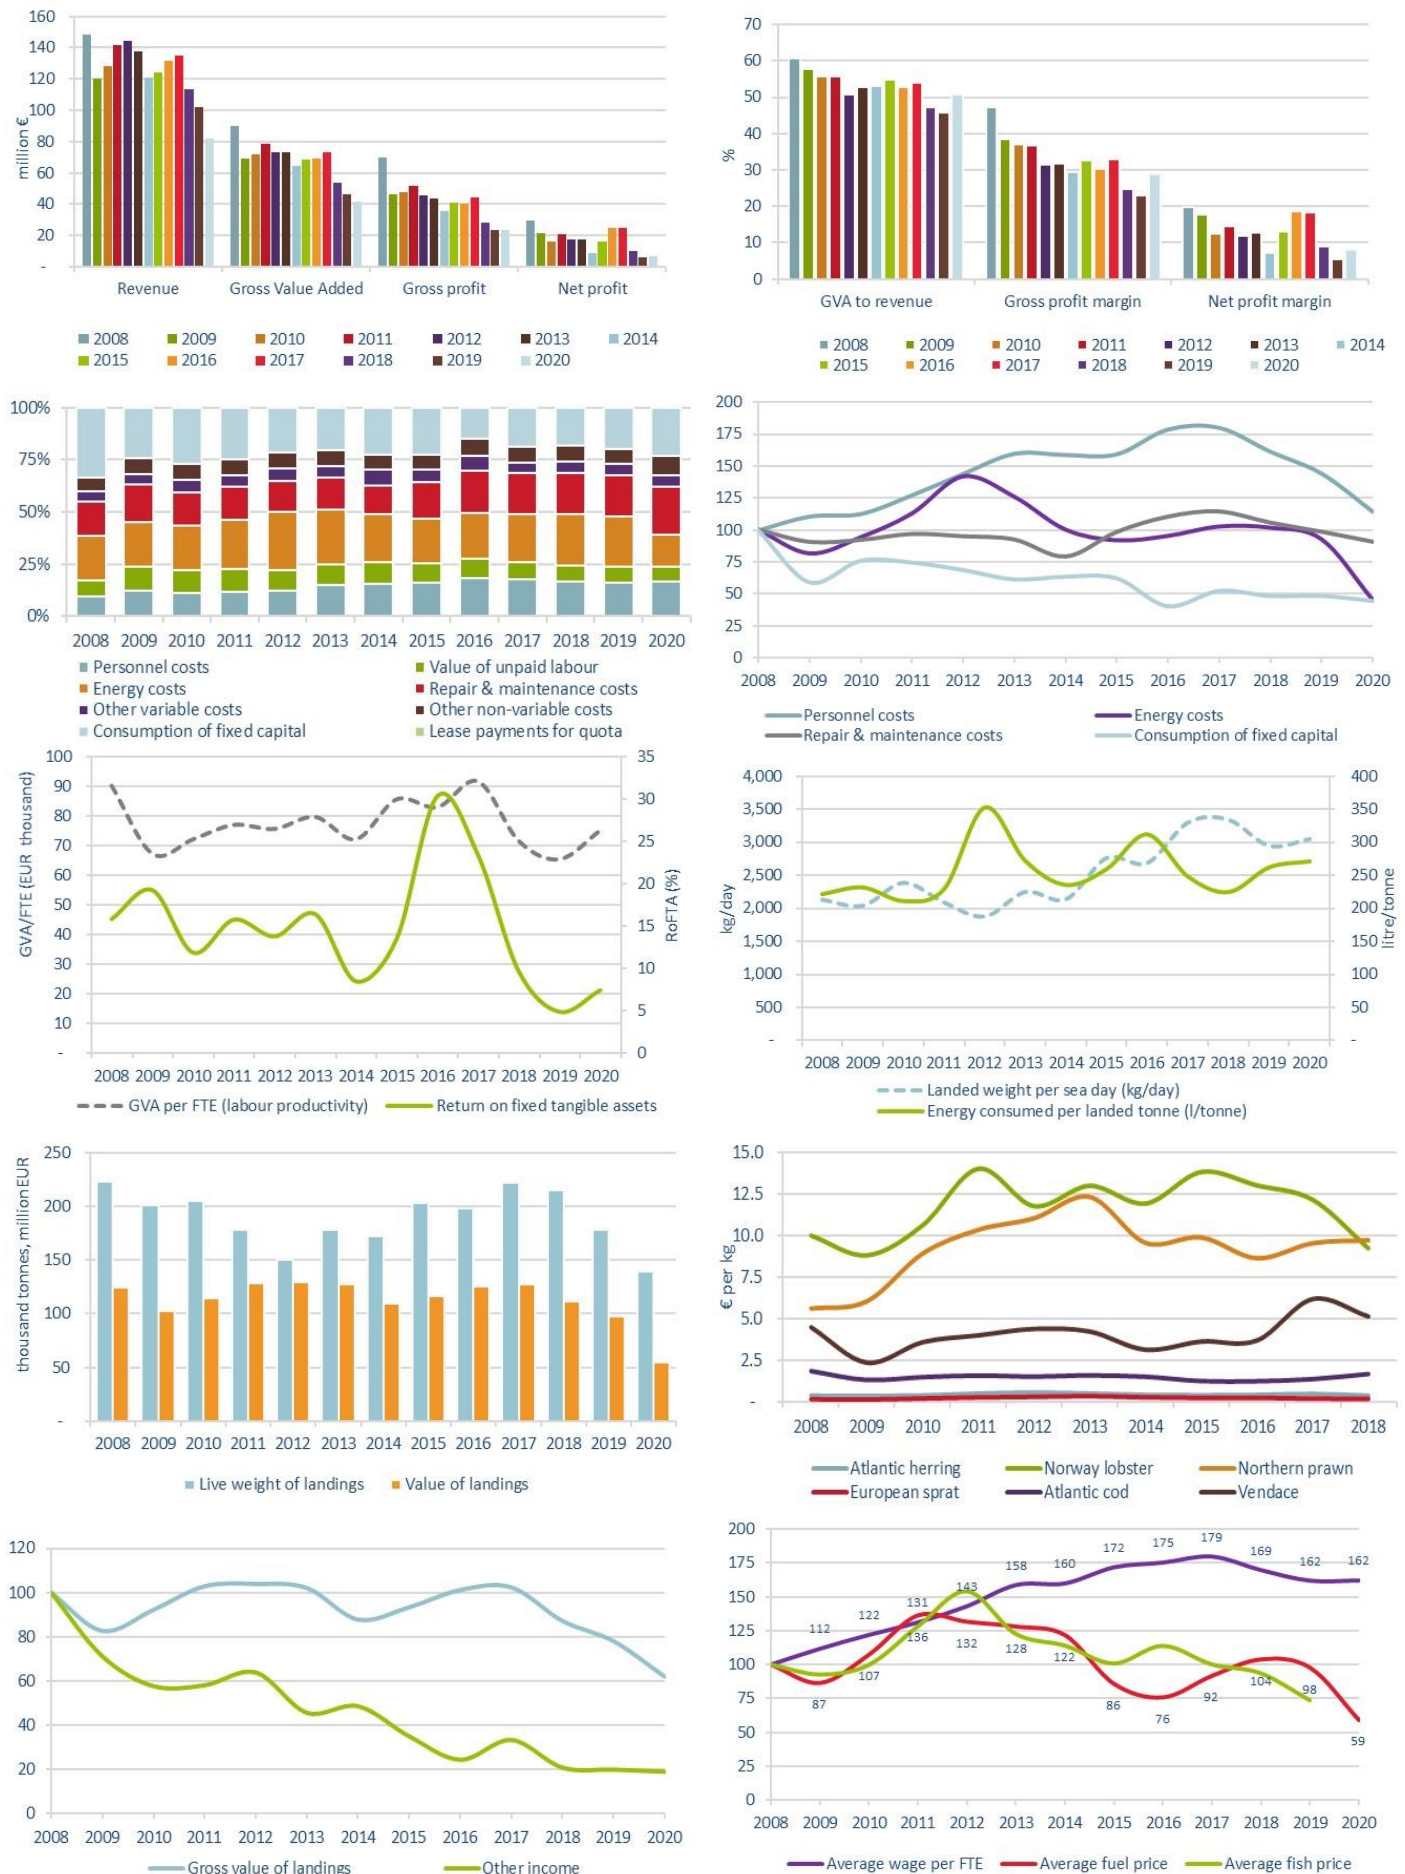 160
140
120
100
80
60
40
20
-
million €
Revenue Gross Value Added Gross profit Net profit
2008 2009 2010 2011 2012 2013 2014
2015 2016 2017 2018 2019 2020
70
60
50
40
30
20
10
0
%
GVA to revenue Gross profit margin Net profit margin
2008 2009 2010 2011 2012 2013 2014
2015 2016 2017 2018 2019 2020
100%
75%
50%
25%
0%
2008 2009 2010 2011 2012 2013 2014 2015 2016 2017 2018 2019 2020
Personnel costs Value of unpaid labour
Energy costs Repair & maintenance costs
Other variable costs Other non-variable costs
Consumption of fixed capital Lease payments for quota
200
175
150
125
100
75
50
25
0
2008 2009 2010 2011 2012 2013 2014 2015 2016 2017 2018 2019 2020
Personnel costs Energy costs
Repair & maintenance costs Consumption of fixed capital
100
90
80
70
60
50
40
30
20
10
-
GVA/FTE (EUR thousand)
35
30
25
20
15
10
5
0
RoFTA (%)
2008 2009 2010 2011 2012 2013 2014 2015 2016 2017 2018 2019 2020
GVA per FTE (labour productivity) Return on fixed tangible assets
4,000
3,500
3,000
2,500
2,000
1,500
1,000
500
-
kg/day
400
350
300
250
200
150
100
50
-
litre/tonne
2008 2009 2010 2011 2012 2013 2014 2015 2016 2017 2018 2019 2020
Landed weight per sea day (kg/day)
Energy consumed per landed tonne (l/tonne)
250
200
150
100
50
-
thousand tonnes, million EUR
2008 2009 2010 2011 2012 2013 2014 2015 2016 2017 2018 2019 2020
Live weight of landings Value of landings
15.0
12.5
10.0
7.5
5.0
2.5
-
€ per kg
2008 2009 2010 2011 2012 2013 2014 2015 2016 2017 2018
Atlantic herring Norway lobster Northern prawn
European sprat Atlantic cod Vendace
120
100
80
60
40
20
0
2008 2009 2010 2011 2012 2013 2014 2015 2016 2017 2018 2019 2020
Gross value of landings Other income
200
175
150
125
100
75
50
25
0
112 122 131 143 158 160 172 175 179 169 162 162
87 107 136 132 128 122 86 76 92 104 98 59
2008 2009 2010 2011 2012 2013 2014 2015 2016 2017 2018 2019 2020
Average wage per FTE Average fuel price Average fish price